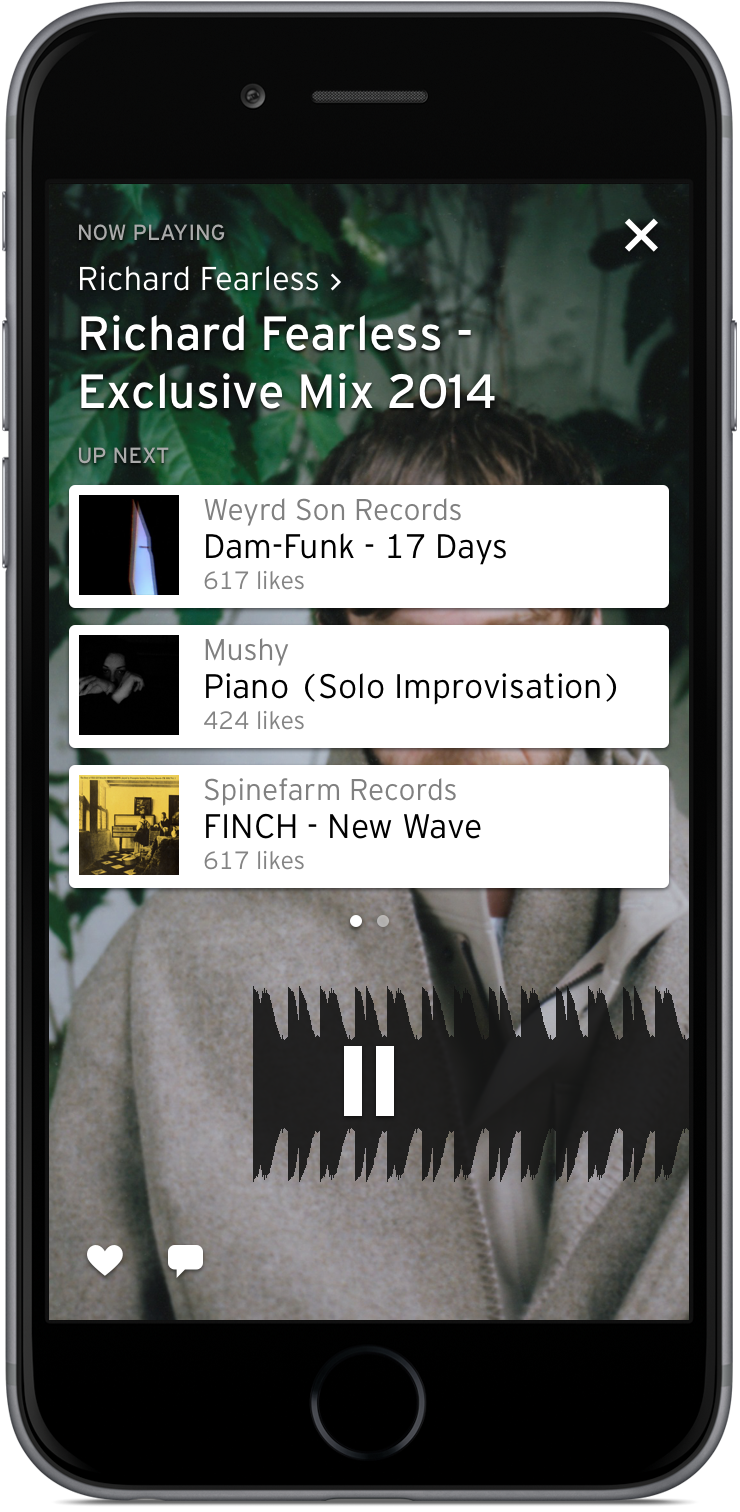 NOW PLAYING
Richard Fearless >
Richard Fearless -
Exclusive Mix 2014
UP NEXT
Weyrd Son Records
Dam-Funk - 17 Days
617 likes
Mushy
Piano (Solo Improvisation)
424 likes
Spinefarm Records
FINCH - New Wave
617 likes